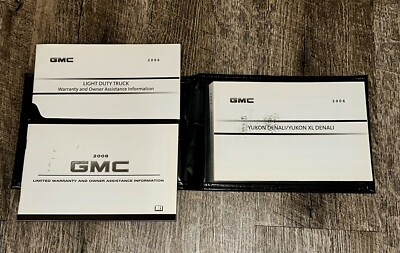 GMC 2006
LIGHT DUTY TRUCK
Warranty and Owner Assistance Information
2006
GMC
LIMITED WARRANTY AND OWNER ASSISTANCE INFORMATION
GMC 2006
YUKON DENALI/YUKON XL DENALI